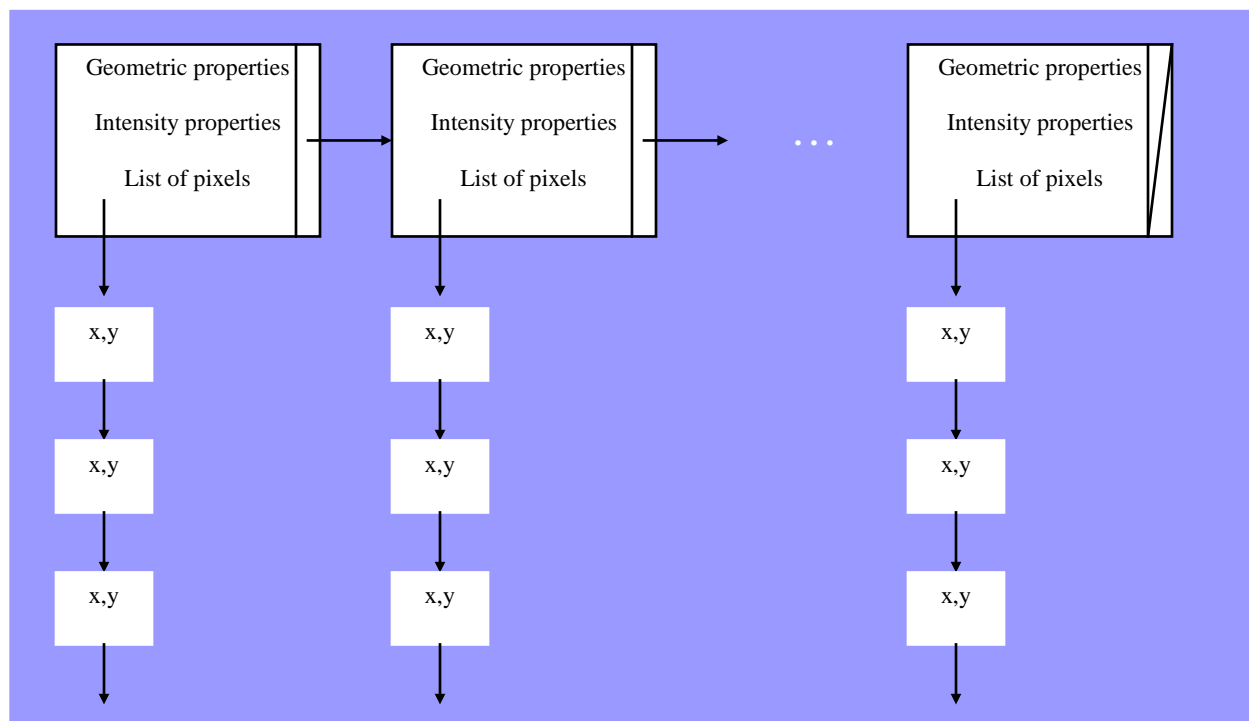 Geometric properties
Intensity properties
List of pixels
Geometric properties
Intensity properties
List of pixels
...
Geometric properties
Intensity properties
List of pixels
x,y
x,y
x,y
x,y
x,y
x,y
x,y
x,y
x,y